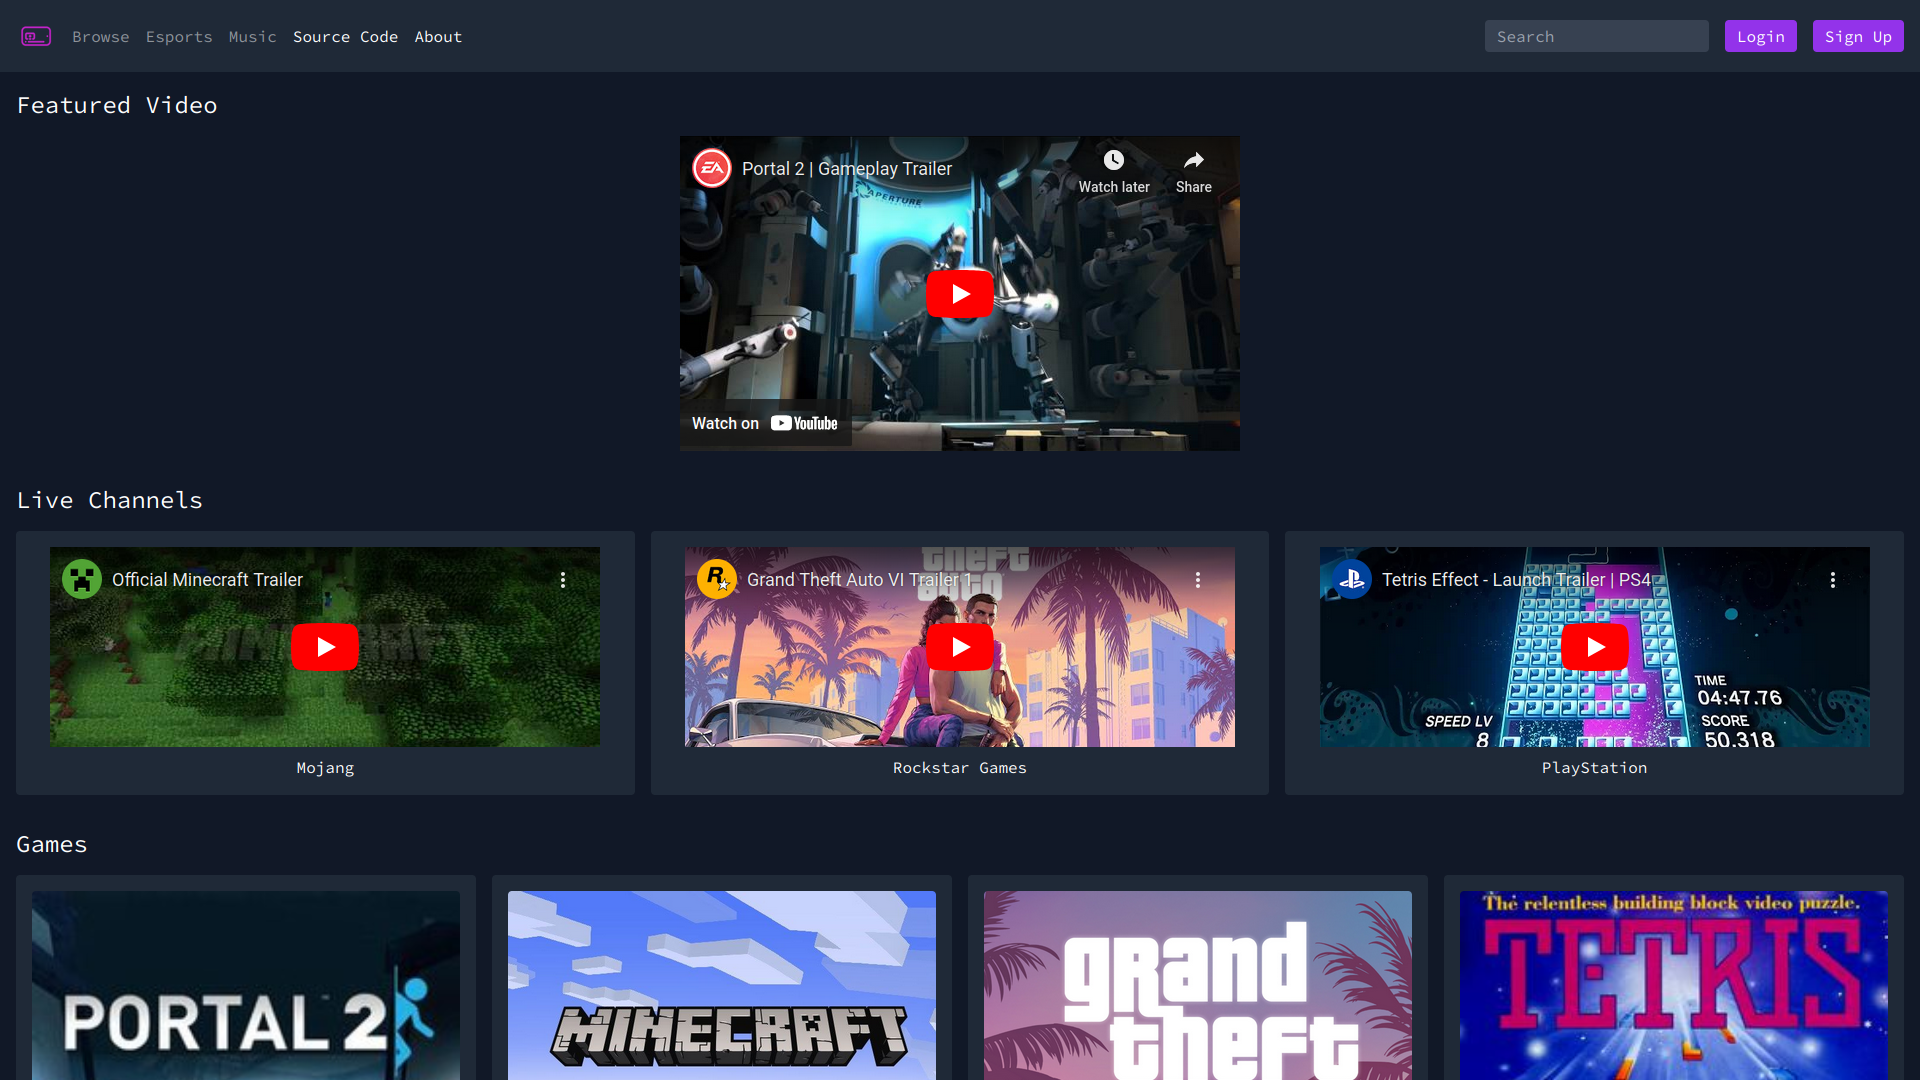 Browse Esports Music Source Code About Search Login Sign Up
Featured Video
Portal 2 | Gameplay Trailer
Watch later Share
APERTURE
Watch on YouTube
Live Channels
Official Minecraft Trailer
MINECRAFT
Mojang
Grand Theft Auto VI Trailer 1
theft
auto
Rockstar Games
Tetris Effect - Launch Trailer | PS4
TIME
04:47.76
SPEED LV
8
SCORE
50,318
PlayStation
Games
PORTAL 2
MINECRAFT
grand
theft
The relentless building block video puzzle.
TETRIS